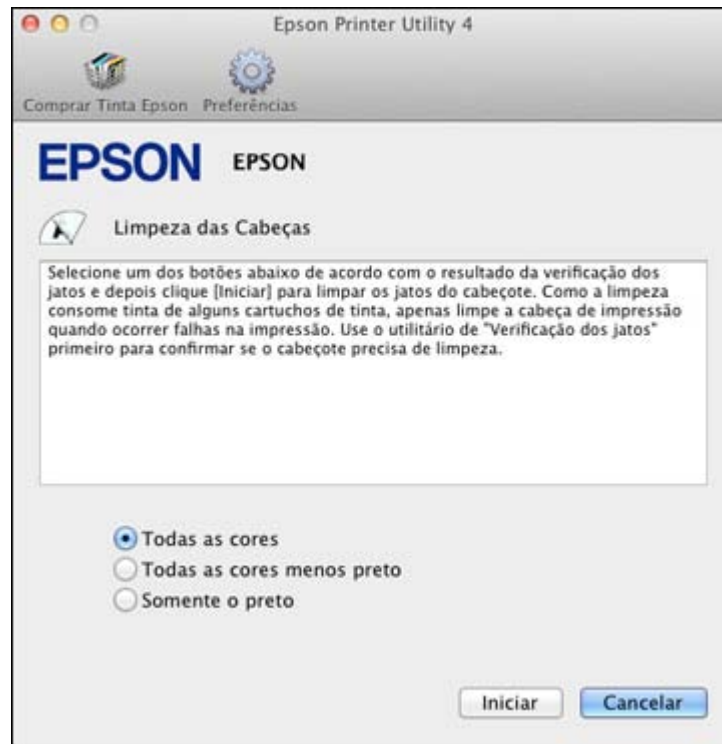 Epson Printer Utility 4
Comprar Tinta Epson Preferências
EPSON EPSON
Limpeza das Cabeças
Selecione um dos botões abaixo de acordo com o resultado da verificação dos
jatos e depois clique [Iniciar] para limpar os jatos do cabeçote. Como a limpeza
consome tinta de alguns cartuchos de tinta, apenas limpe a cabeça de impressão
quando ocorrer falhas na impressão. Use o utilitário de "Verificação dos jatos"
primeiro para confirmar se o cabeçote precisa de limpeza.
Todas as cores
Todas as cores menos preto
Somente o preto
Iniciar Cancelar